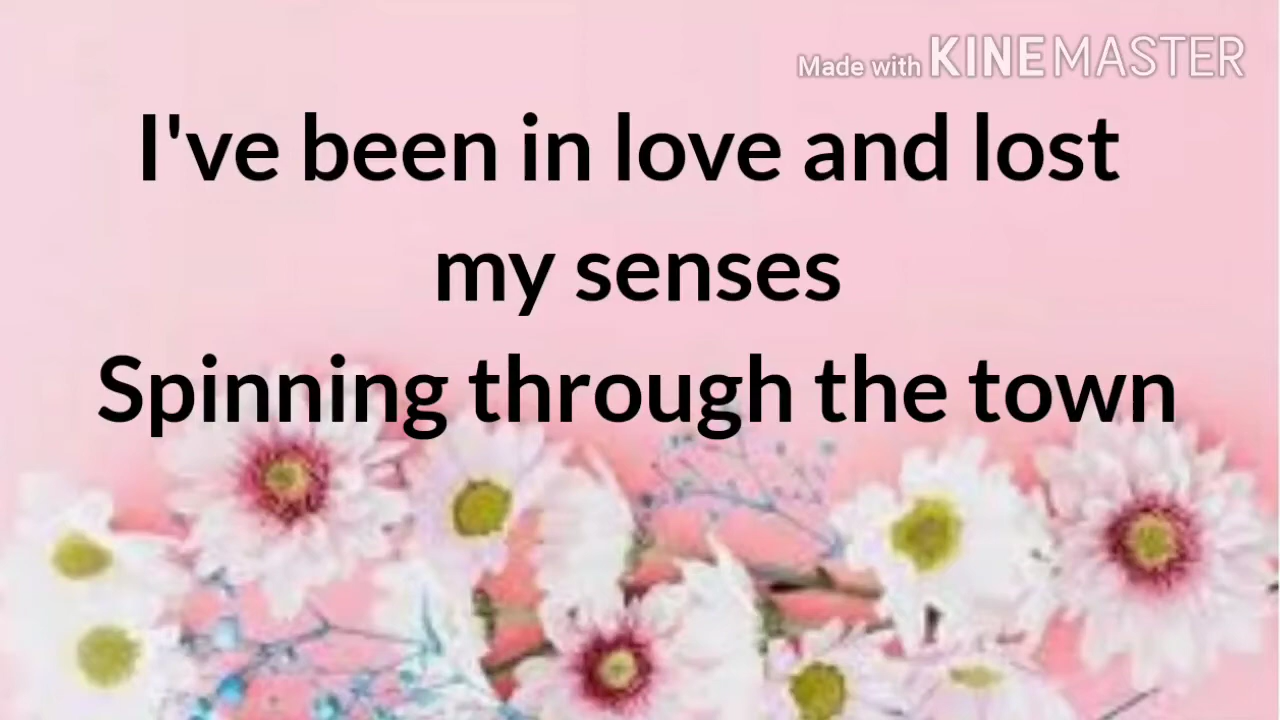 Made with KINEMASTER
I've been in love and lost
my senses
Spinning through the town